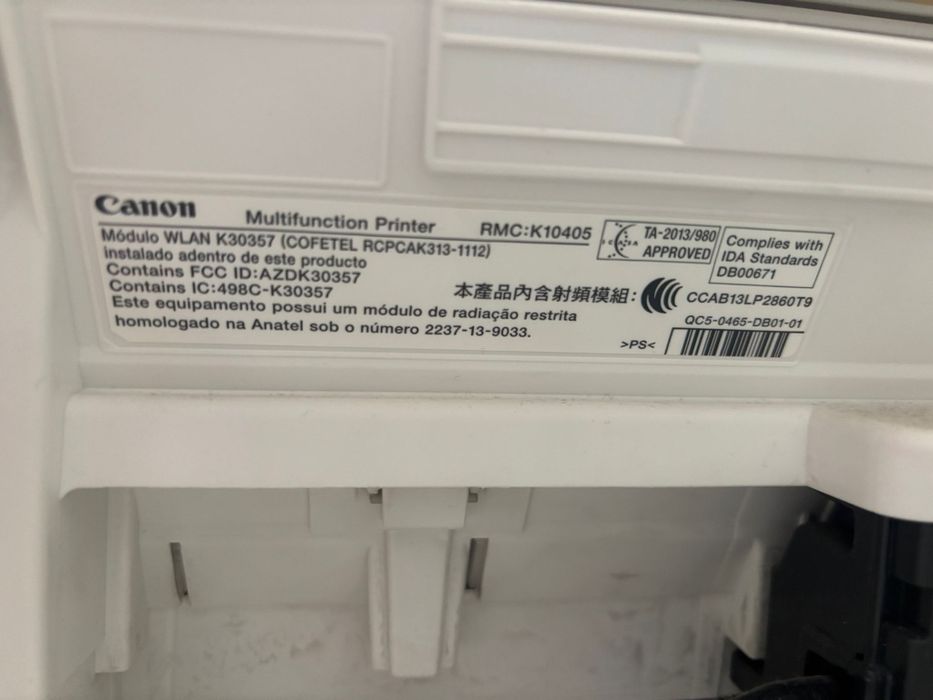 Canon Multifunction Printer RMC:K10405
Módulo WLAN K30357 (COFETEL RCPCAK313-1112)
instalado adentro de este producto
Contains FCC ID:AZDK30357
Contains IC:498C-K30357
Este equipamento possui um módulo de radiação restrita
homologado na Anatel sob o número 2237-13-9033.
TA-2013/980
APPROVED
Complies with
IDA Standards
DB00671
本產品內含射頻模組:
CCAB13LP2860T9
QC5-0465-DB01-01
>PS<